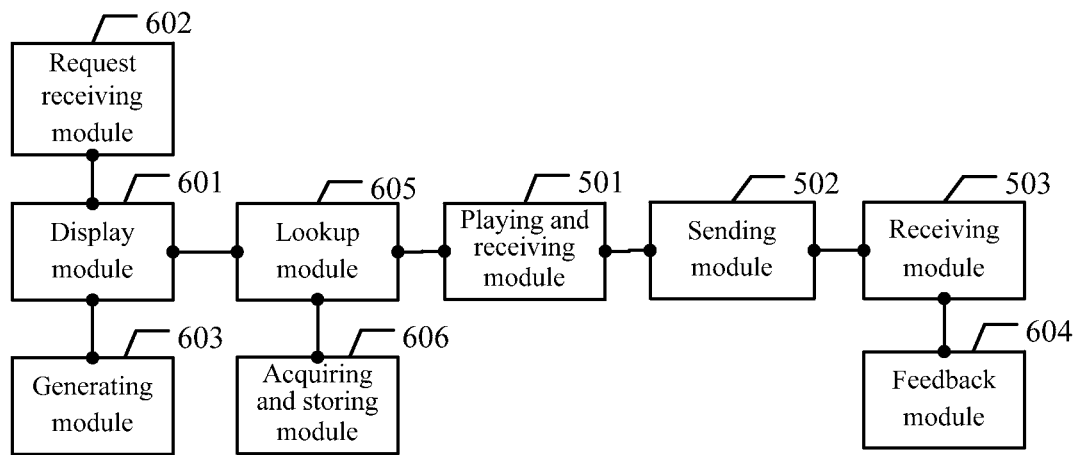 602
Request
receiving
module
601
Display
module
605
Lookup
module
501
Playing and
receiving
module
502
Sending
module
503
Receiving
module
603
Generating
module
606
Acquiring
and storing
module
604
Feedback
module